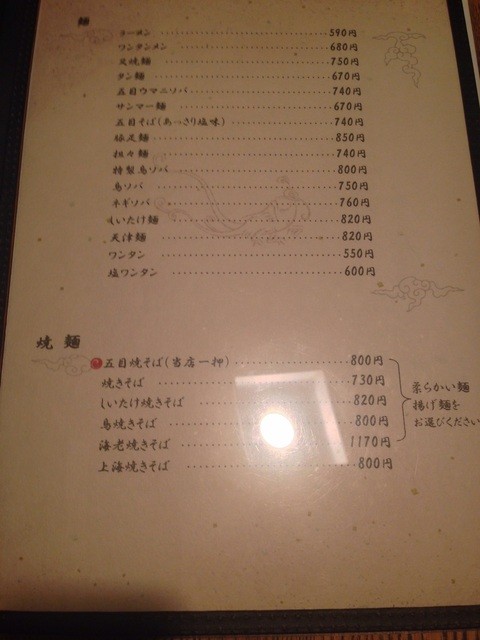 麺
ラーメン 590円
ワンタンメン 680円
叉焼麺 750円
タン麺 670円
五目ウマニソバ 740円
サンマー麺 670円
五目そば(あっさり塩味) 740円
豚足麺 850円
担々麺 740円
特製鳥ソバ 800円
鳥ソバ 750円
ネギソバ 760円
しいたけ麺 820円
天津麺 820円
ワンタン 550円
塩ワンタン 600円
焼麺
五目焼そば(当店一押) 800円
焼きそば 730円
しいたけ焼きそば 820円
鳥焼きそば 800円
海老焼きそば 1170円
上海焼きそば 800円
柔らかい麺
揚げ麺を
お選びください